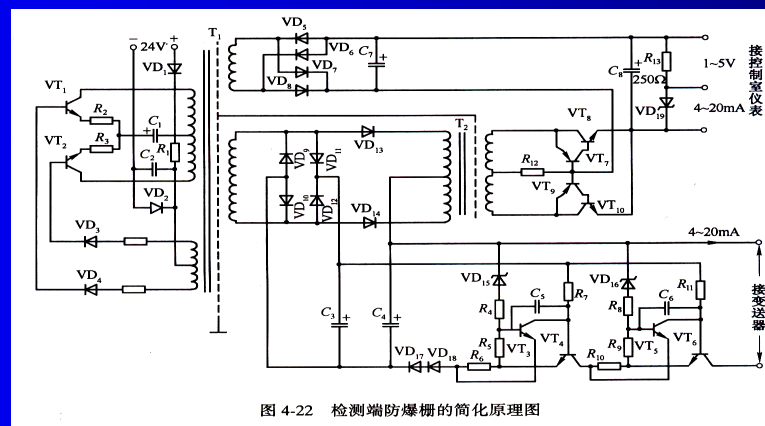 T1
VD5
VD6
VD7
VD8
C7
− 24V +
VD1
VT1
R2
C1
VT2
R3
C2
R1
VD2
VD3
VD4
C8
250Ω
R13
1~5V
4~20mA
VD19
接控制室仪表
T2
VD13
VD9
VD11
VD10
VD12
VD14
VT8
R12
VT7
VT9
VT10
4~20mA
VD15
R4
C5
R7
VD16
R8
C6
R11
C3
C4
R5
VT3
VT4
R9
VT5
VT6
VD17
VD18
R6
R10
接变送器
图 4-22 检测端防爆栅的简化原理图